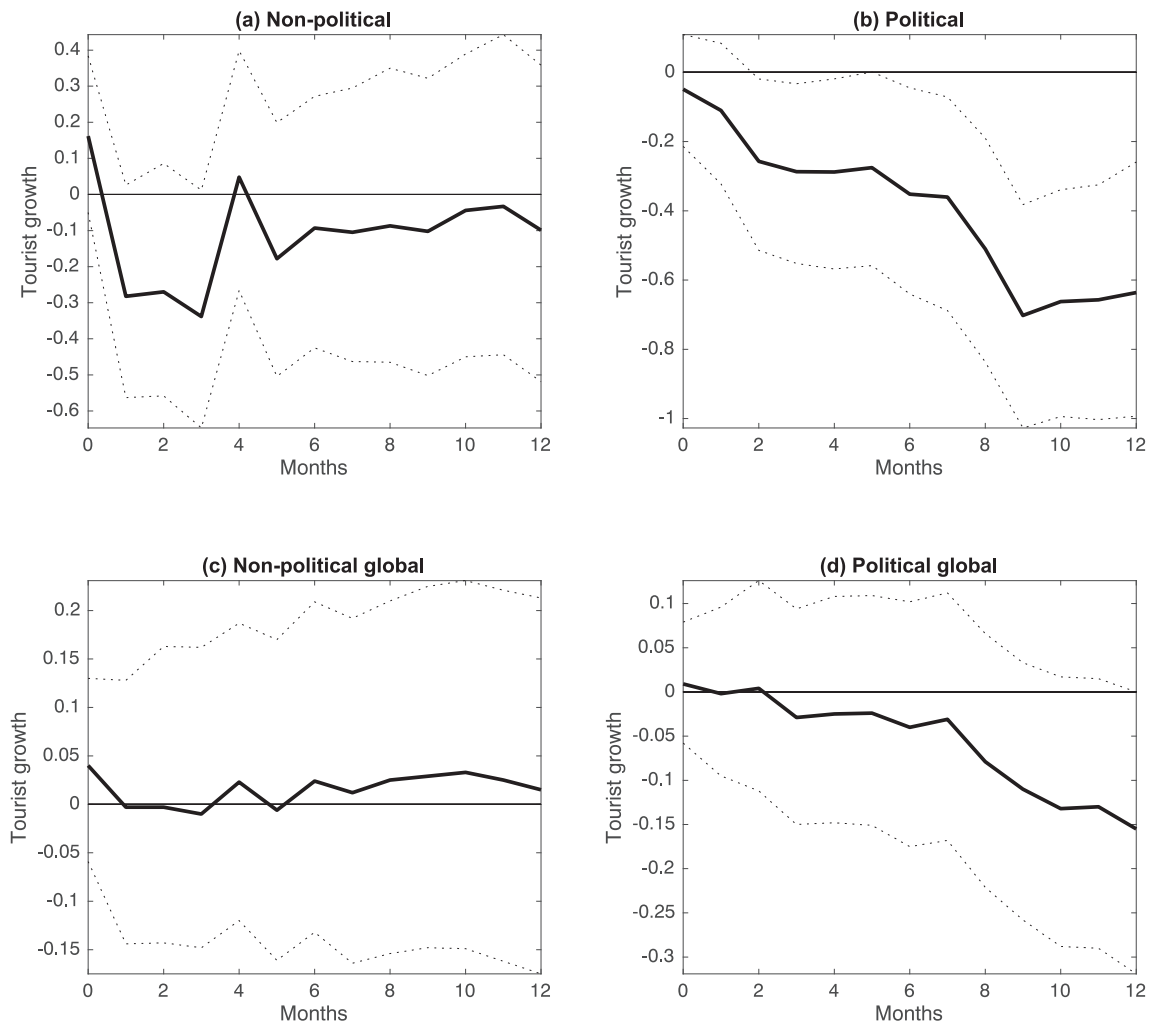 (a) Non-political
0.4
0.3
0.2
0.1
0
-0.1
-0.2
-0.3
-0.4
-0.5
-0.6
Tourist growth
0 2 4 6 8 10 12
Months
(b) Political
0
-0.2
-0.4
-0.6
-0.8
-1
Tourist growth
0 2 4 6 8 10 12
Months
(c) Non-political global
0.2
0.15
0.1
0.05
0
-0.05
-0.1
-0.15
Tourist growth
0 2 4 6 8 10 12
Months
(d) Political global
0.1
0.05
0
-0.05
-0.1
-0.15
-0.2
-0.25
-0.3
Tourist growth
0 2 4 6 8 10 12
Months